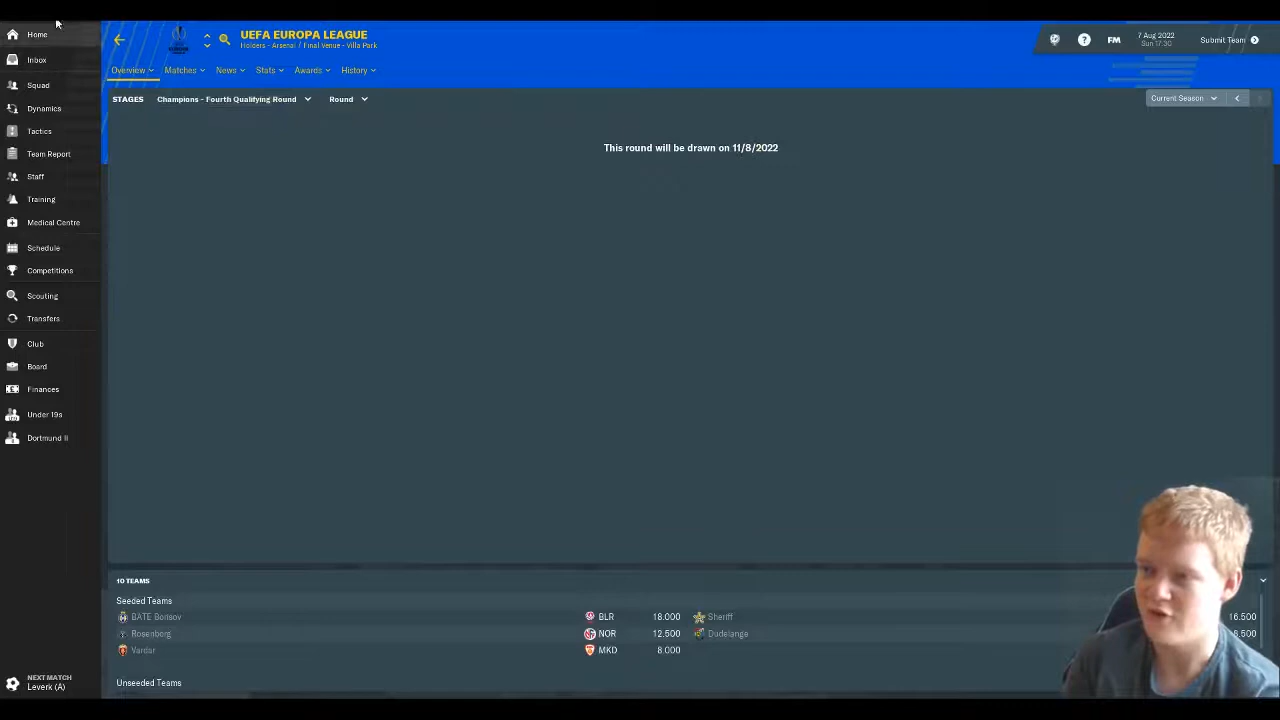 Home
Inbox
Squad
Dynamics
Tactics
Team Report
Staff
Training
Medical Centre
Schedule
Competitions
Scouting
Transfers
Club
Board
Finances
Under 19s
Dortmund II
NEXT MATCH
Leverk (A)
UEFA EUROPA LEAGUE
Holders - Arsenal / Final Venue - Villa Park
FM
7 Aug 2022
Sun 17:30
Submit Team
Overview Matches News Stats Awards History
STAGES Champions - Fourth Qualifying Round Round
Current Season
This round will be drawn on 11/8/2022
10 TEAMS
Seeded Teams
BATE Borisov BLR 18.000 Sheriff 16.500
Rosenborg NOR 12.500 Dudelange
Vardar MKD 8.000
Unseeded Teams